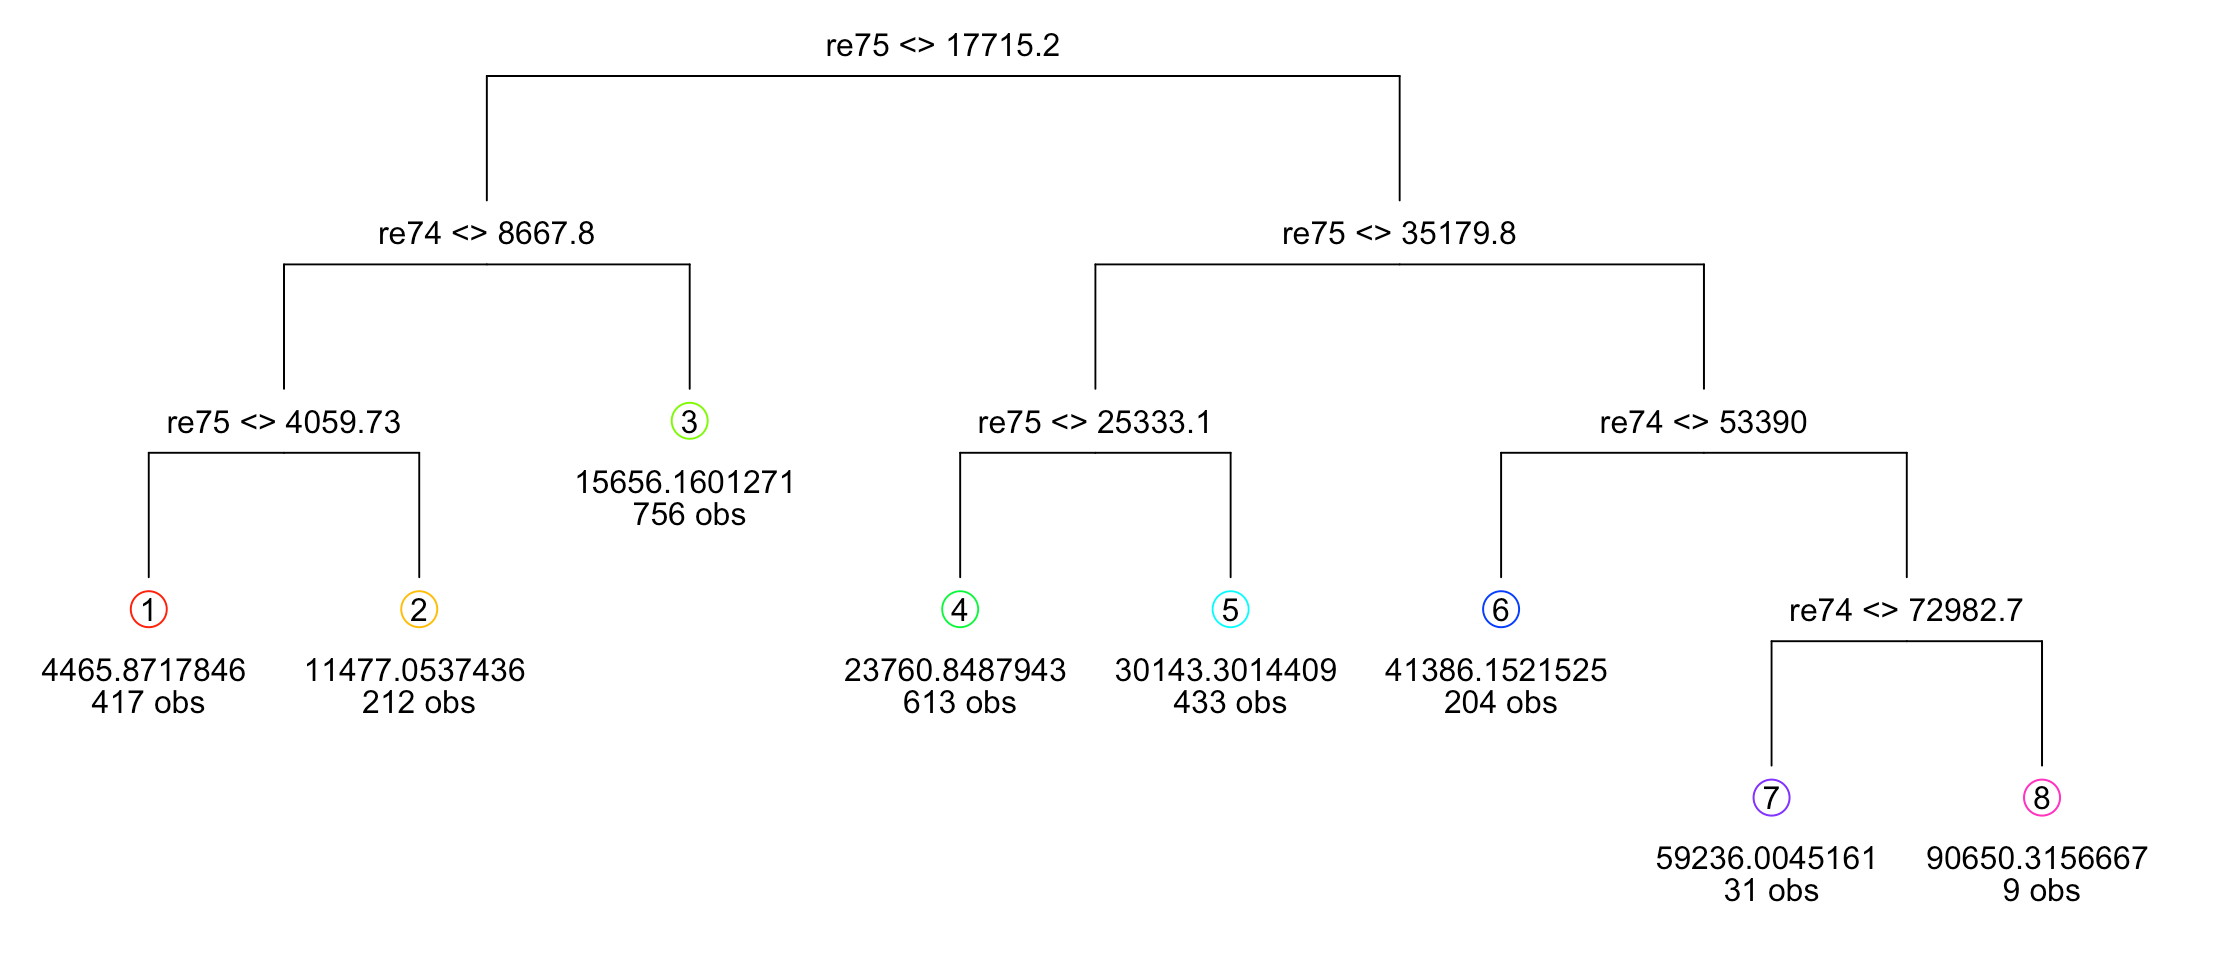 re75 <> 17715.2
re74 <> 8667.8
re75 <> 35179.8
re75 <> 4059.73
3
15656.1601271
756 obs
re75 <> 25333.1
re74 <> 53390
1
4465.8717846
417 obs
2
11477.0537436
212 obs
4
23760.8487943
613 obs
5
30143.3014409
433 obs
6
41386.1521525
204 obs
re74 <> 72982.7
7
59236.0045161
31 obs
8
90650.3156667
9 obs